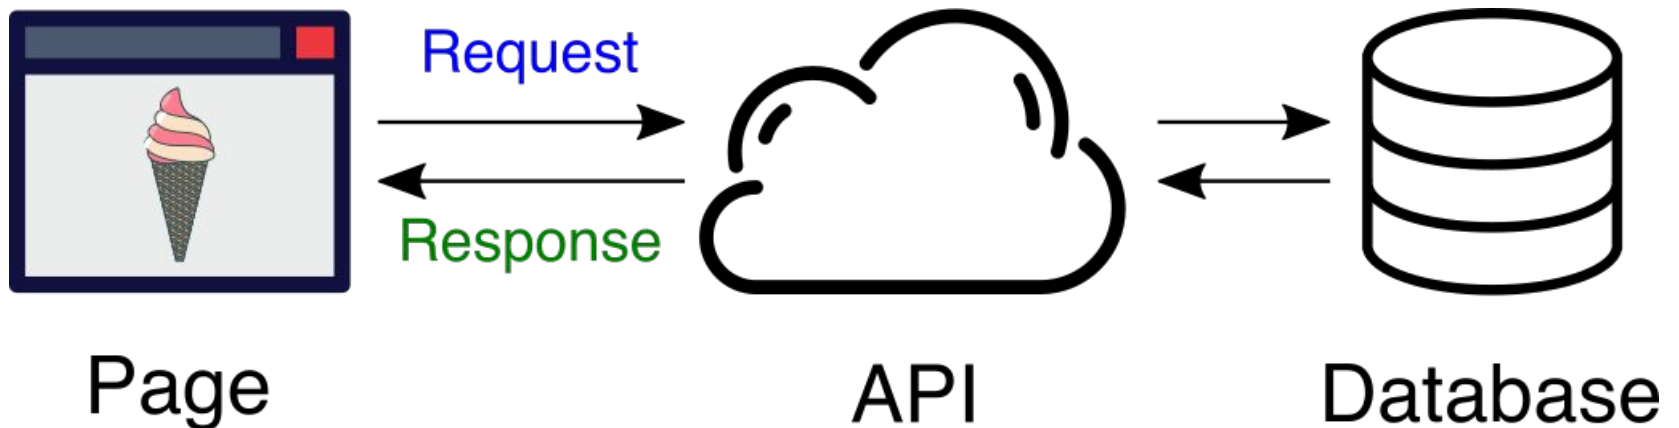 Request
Response
Page
API
Database